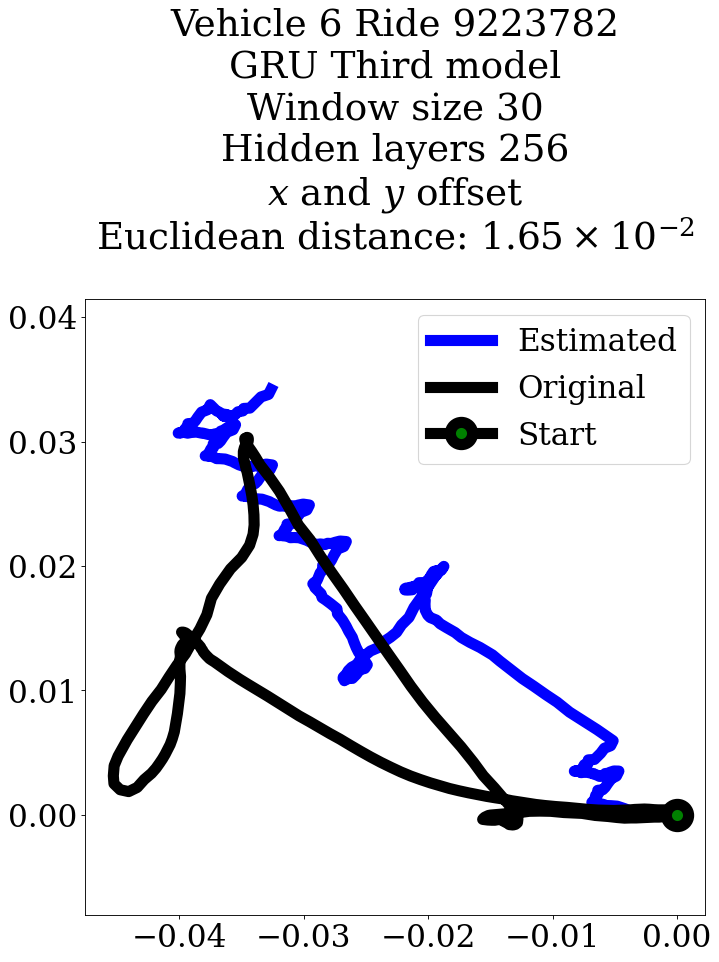 Vehicle 6 Ride 9223782
GRU Third model
Window size 30
Hidden layers 256
x and y offset
Euclidean distance: 1.65 × 10⁻²
Estimated
Original
Start
0.04
0.03
0.02
0.01
0.00
−0.04 −0.03 −0.02 −0.01 0.00